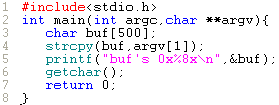 1 #include<stdio.h>
2 int main(int argc,char **argv){
3 char buf[500];
4 strcpy(buf,argv[1]);
5 printf("buf's 0x%8x\n",&buf);
6 getchar();
7 return 0;
8 }